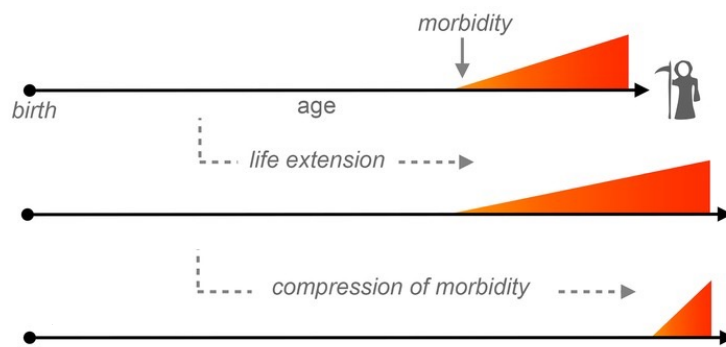 morbidity
birth
age
life extension
compression of morbidity